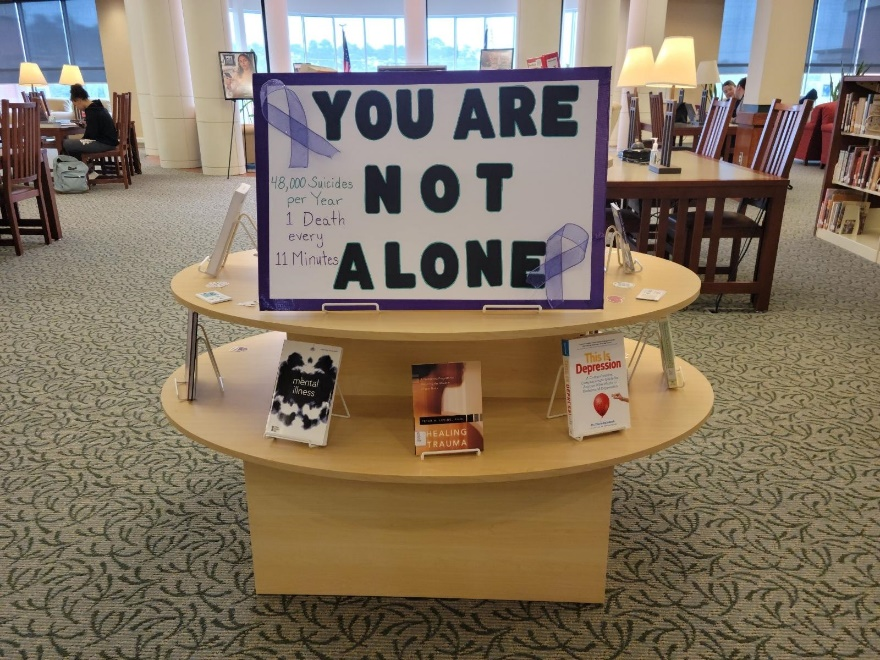 YOU ARE
NOT
ALONE
48,000 Suicides
per Year
1 Death
every
11 Minutes
mental
illness
HEALING
TRAUMA
This is
Depression